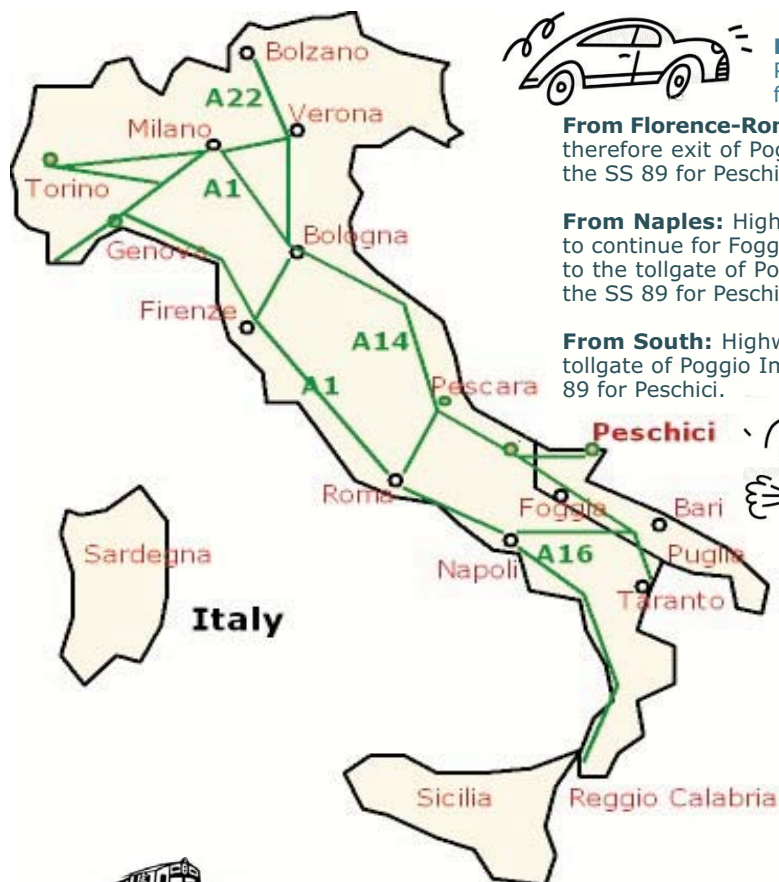 Bolzano
A22
Verona
Milano
Torino
A1
Genova
Bologna
Firenze
A14
A1
Pescara
Peschici
Roma
Foggia
Bari
Napoli
A16
Puglia
Taranto
Sardegna
Italy
Sicilia
Reggio Calabria
From Florence-Ron
therefore exit of Pog
the SS 89 for Peschi
From Naples: High
to continue for Fogg
to the tollgate of Po
the SS 89 for Peschi
From South: Highw
tollgate of Poggio In
89 for Peschici.